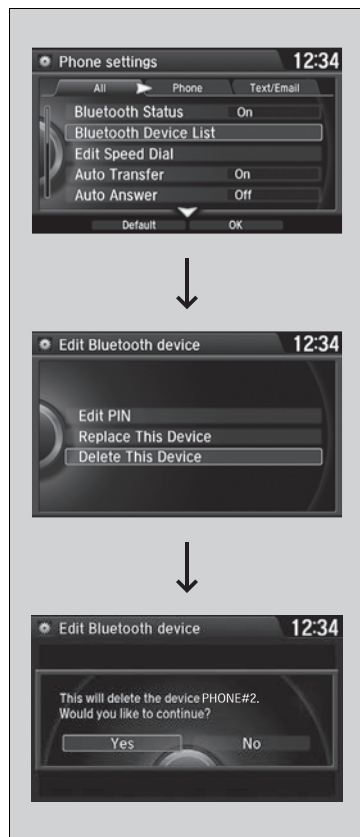 Phone settings 12:34
All Phone Text/Email
Bluetooth Status On
Bluetooth Device List
Edit Speed Dial
Auto Transfer On
Auto Answer Off
Default OK
Edit Bluetooth device 12:34
Edit PIN
Replace This Device
Delete This Device
Edit Bluetooth device 12:34
This will delete the device PHONE#2.
Would you like to continue?
Yes No